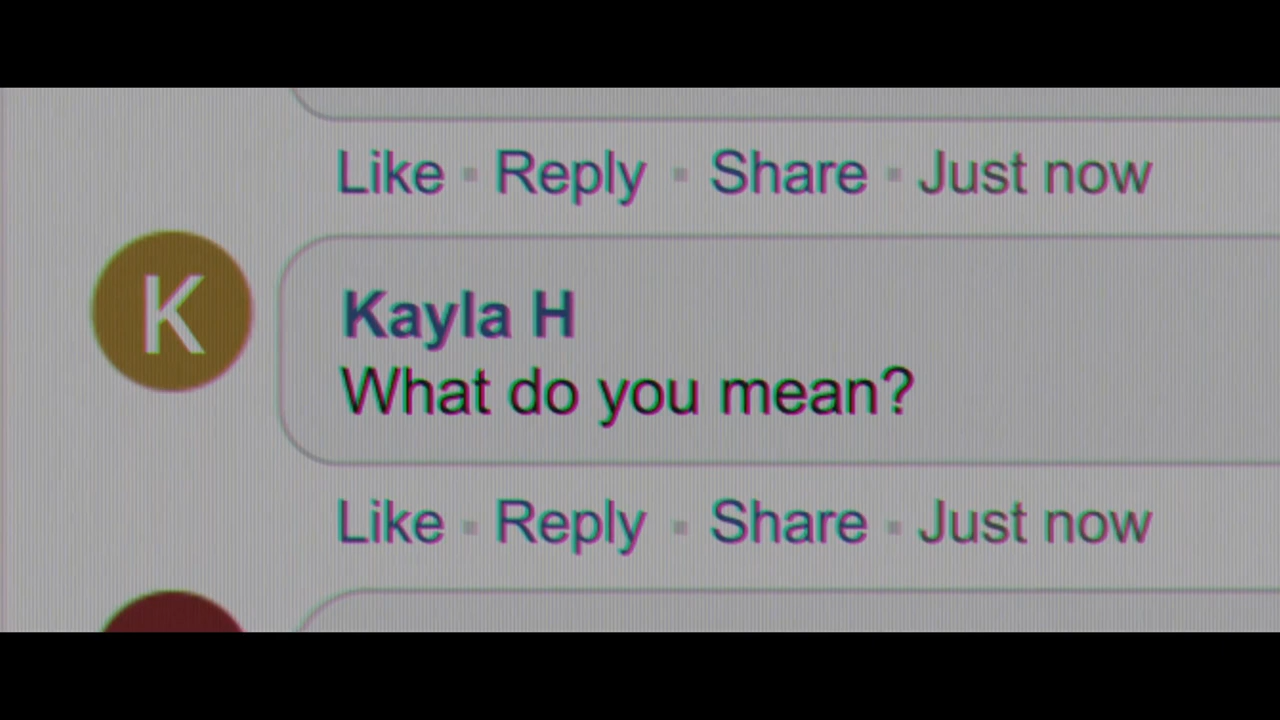 Like ▪ Reply ▪ Share ▪ Just now
K
Kayla H
What do you mean?
Like ▪ Reply ▪ Share ▪ Just now